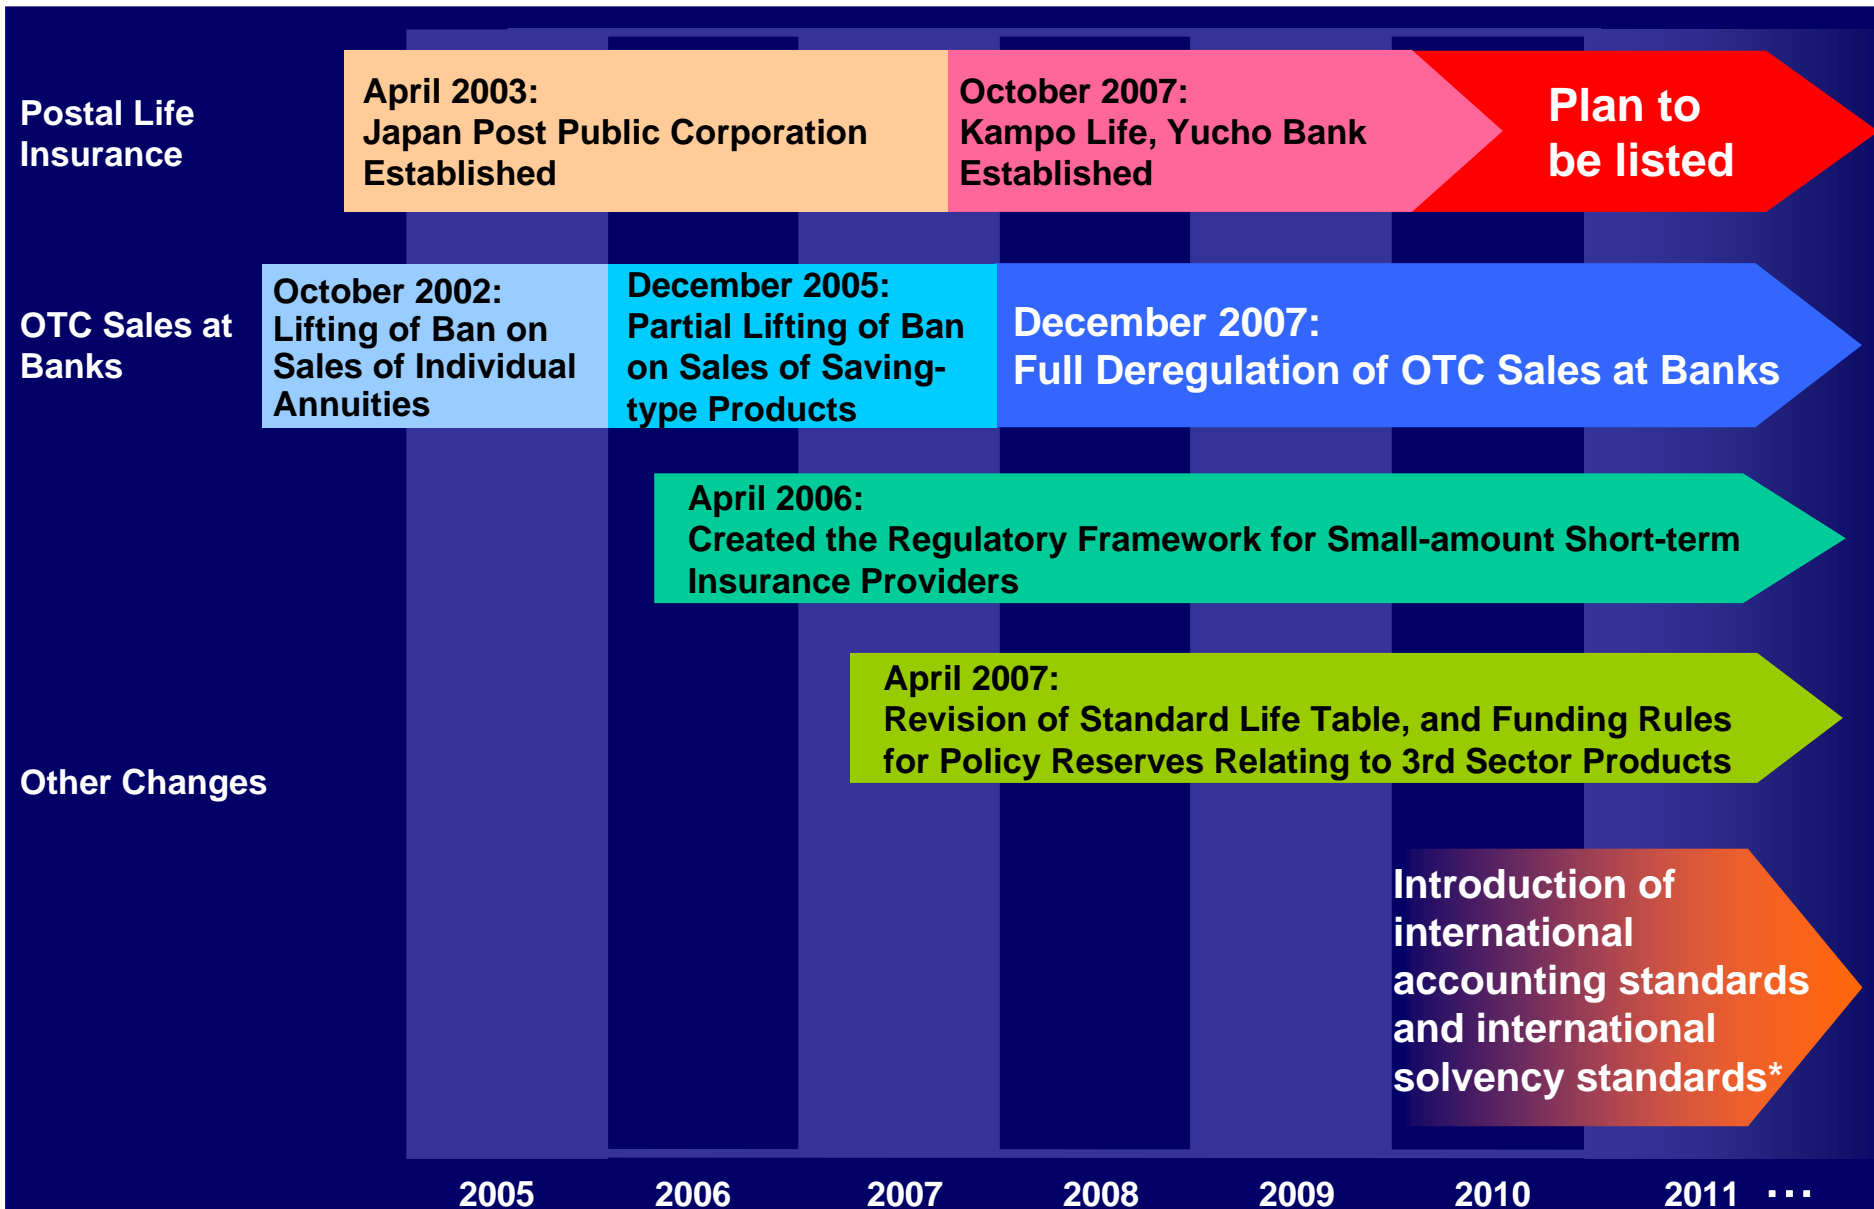 Postal Life
Insurance
April 2003:
Japan Post Public Corporation
Established
October 2007:
Kampo Life, Yucho Bank
Established
Plan to
be listed
OTC Sales at
Banks
October 2002:
Lifting of Ban on
Sales of Individual
Annuities
December 2005:
Partial Lifting of Ban
on Sales of Saving-
type Products
December 2007:
Full Deregulation of OTC Sales at Banks
April 2006:
Created the Regulatory Framework for Small-amount Short-term
Insurance Providers
Other Changes
April 2007:
Revision of Standard Life Table, and Funding Rules
for Policy Reserves Relating to 3rd Sector Products
Introduction of
international
accounting standards
and international
solvency standards*
2005 2006 2007 2008 2009 2010 2011 ...